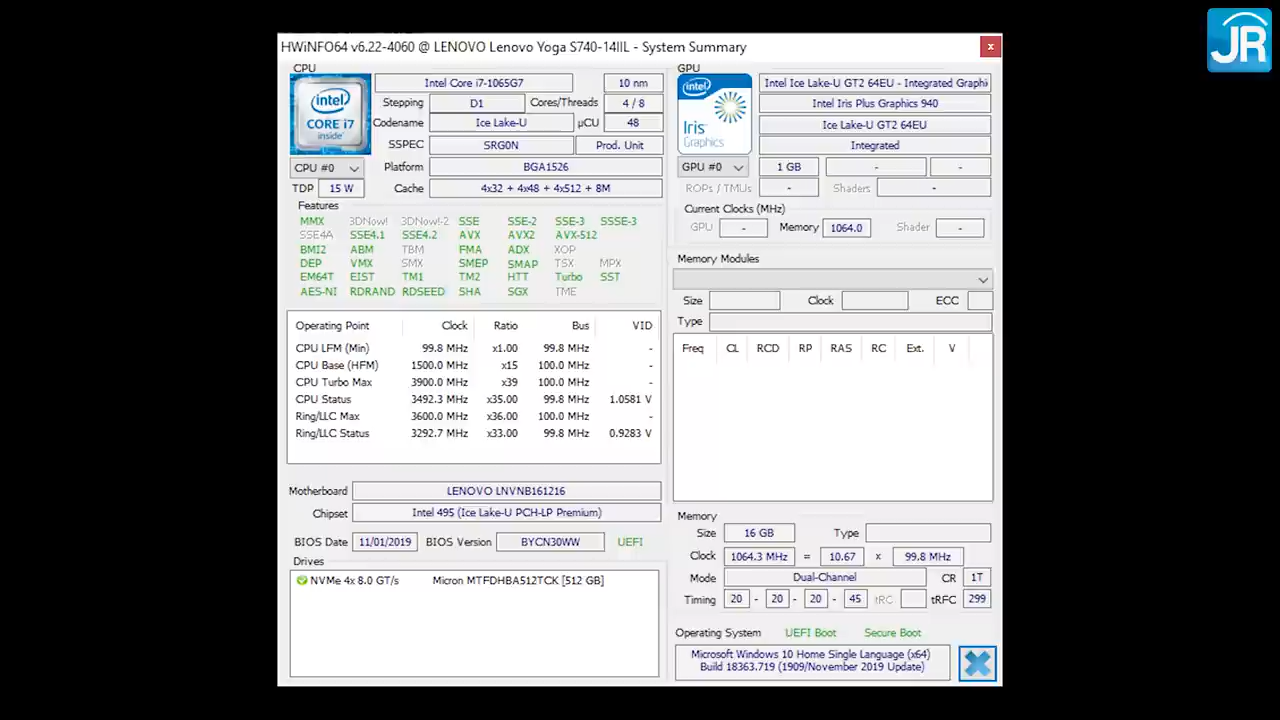 JR
HWiNFO64 v6.22-4060 @ LENOVO Lenovo Yoga S740-14IIL - System Summary
x
CPU
intel
CORE i7
inside
Intel Core i7-1065G7
10 nm
Stepping D1 Cores/Threads 4 / 8
Codename Ice Lake-U µCU 48
SSPEC SRG0N Prod. Unit
CPU #0 Platform BGA1526
TDP 15 W Cache 4x32 + 4x48 + 4x512 + 8M
Features
MMX 3DNow! 3DNow!-2 SSE SSE-2 SSE-3 SSSE-3
SSE4A SSE4.1 SSE4.2 AVX AVX2 AVX-512
BMI2 ABM TBM FMA ADX XOP
DEP VMX SMX SMEP SMAP TSX MPX
EM64T EIST TM1 TM2 HTT Turbo SST
AES-NI RDRAND RDSEED SHA SGX TME
Operating Point Clock Ratio Bus VID
CPU LFM (Min) 99.8 MHz x1.00 99.8 MHz -
CPU Base (HFM) 1500.0 MHz x15 100.0 MHz -
CPU Turbo Max 3900.0 MHz x39 100.0 MHz -
CPU Status 3492.3 MHz x35.00 99.8 MHz 1.0581 V
Ring/LLC Max 3600.0 MHz x36.00 100.0 MHz -
Ring/LLC Status 3292.7 MHz x33.00 99.8 MHz 0.9283 V
Motherboard LENOVO LNVNB161216
Chipset Intel 495 (Ice Lake-U PCH-LP Premium)
BIOS Date 11/01/2019 BIOS Version BYCN30WW UEFI
Drives
NVMe 4x 8.0 GT/s Micron MTFDHBA512TCK [512 GB]
GPU
intel
Iris
Graphics
Intel Ice Lake-U GT2 64EU - Integrated Graphi
Intel Iris Plus Graphics 940
Ice Lake-U GT2 64EU
Integrated
GPU #0 1 GB - -
ROPs / TMUs - Shaders -
Current Clocks (MHz)
GPU - Memory 1064.0 Shader -
Memory Modules
Size Clock ECC
Type
Freq CL RCD RP RAS RC Ext. V
Memory
Size 16 GB Type
Clock 1064.3 MHz = 10.67 x 99.8 MHz
Mode Dual-Channel CR 1T
Timing 20 - 20 - 20 - 45 tRC tRFC 299
Operating System UEFI Boot Secure Boot
Microsoft Windows 10 Home Single Language (x64)
Build 18363.719 (1909/November 2019 Update)